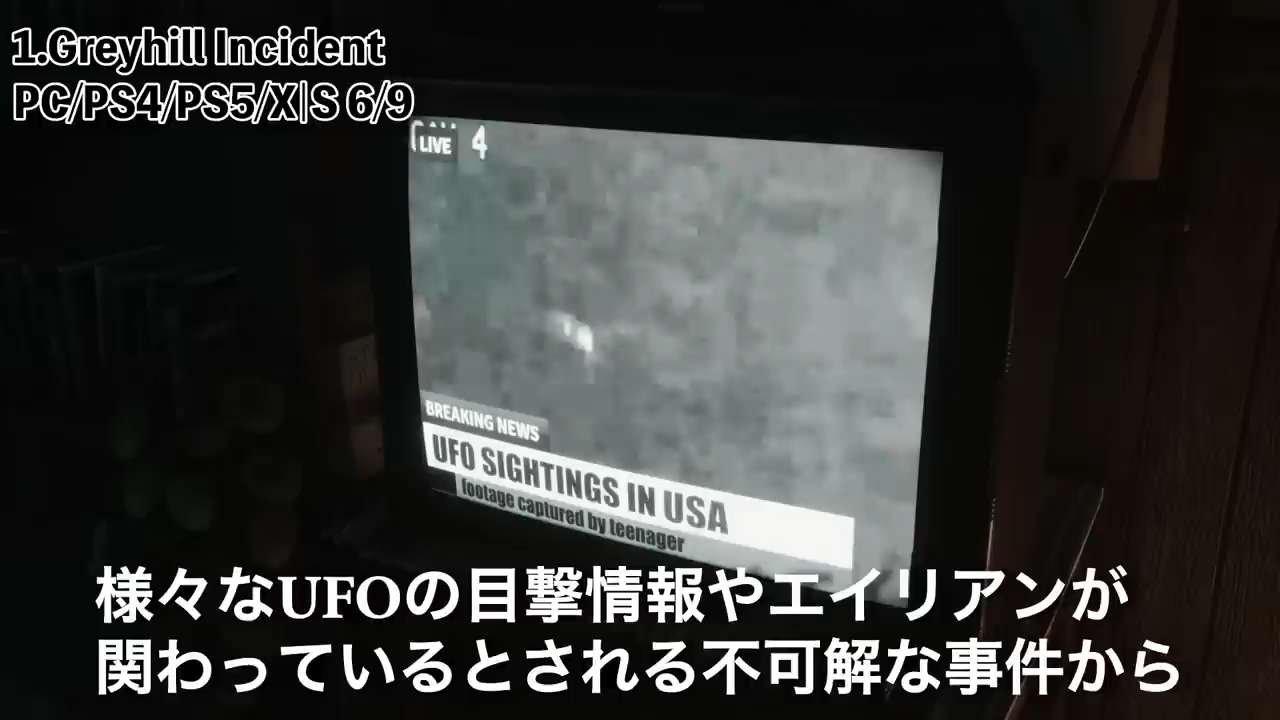 1.Greyhill Incident
PC/PS4/PS5/X|S 6/9
LIVE 4
BREAKING NEWS
UFO SIGHTINGS IN USA
footage captured by teenager
様々なUFOの目撃情報やエイリアンが
関わっているとされる不可解な事件から